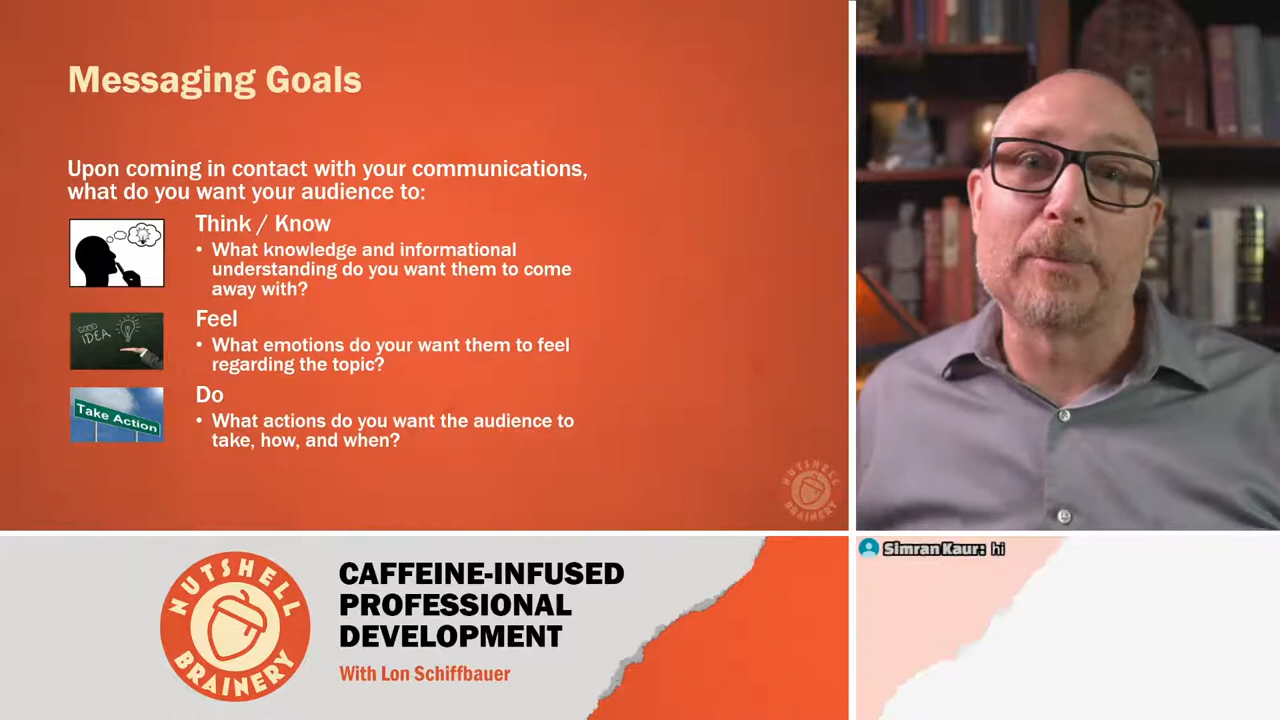 Messaging Goals
Upon coming in contact with your communications,
what do you want your audience to:
Think / Know
• What knowledge and informational
understanding do you want them to come
away with?
GOOD
IDEA
Feel
• What emotions do your want them to feel
regarding the topic?
Take Action
Do
• What actions do you want the audience to
take, how, and when?
NUTSHELL
BRAINERY
Simran Kaur: hi
NUTSHELL
BRAINERY
CAFFEINE-INFUSED
PROFESSIONAL
DEVELOPMENT
With Lon Schiffbauer